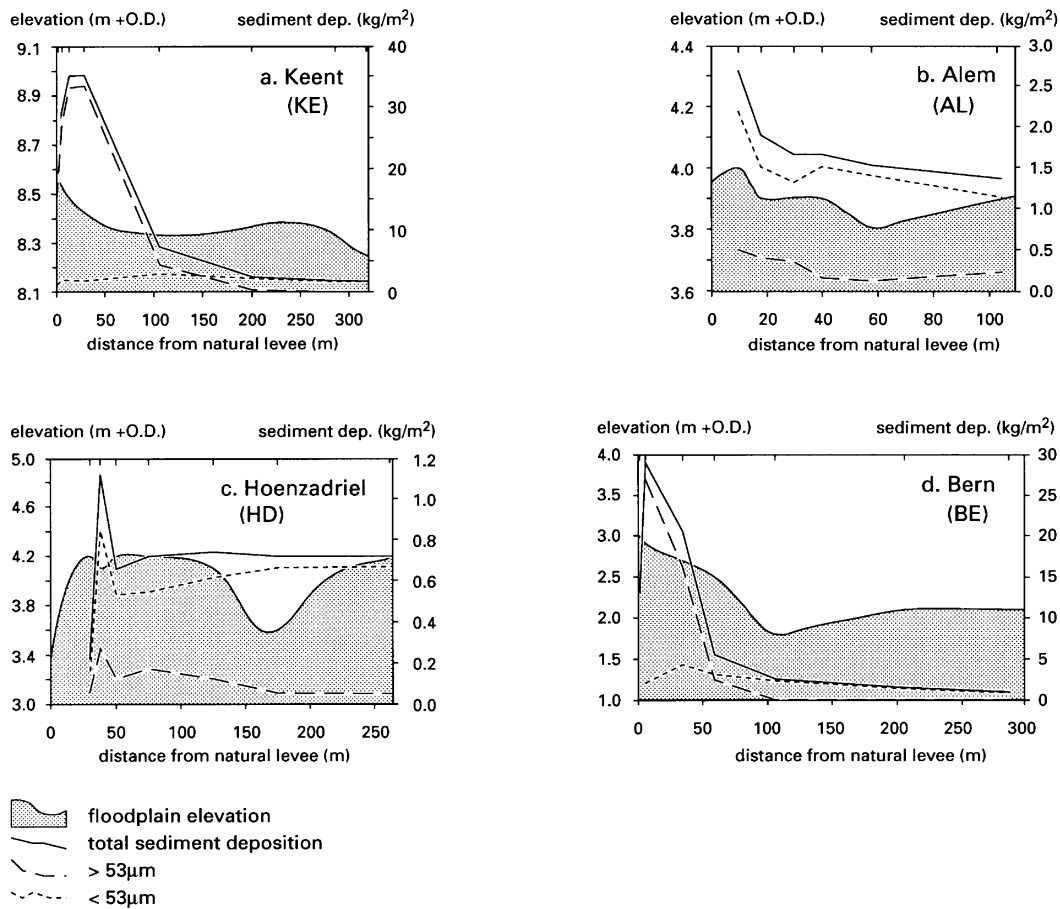 elevation (m +O.D.) sediment dep. (kg/m²)
9.1 40
8.9 30
8.7
8.5 20
8.3 10
8.1 0
a. Keent
(KE)
0 50 100 150 200 250 300
distance from natural levee (m)
elevation (m +O.D.) sediment dep. (kg/m²)
4.4 3.0
4.2 2.5
4.0 2.0
1.5
3.8 1.0
0.5
3.6 0.0
b. Alem
(AL)
0 20 40 60 80 100
distance from natural levee (m)
elevation (m +O.D.) sediment dep. (kg/m²)
5.0 1.2
4.6 1.0
4.2 0.8
3.8 0.6
0.4
3.4 0.2
3.0 0.0
c. Hoenzadriel
(HD)
0 50 100 150 200 250
distance from natural levee (m)
elevation (m +O.D.) sediment dep. (kg/m²)
4.0 30
3.5 25
3.0 20
2.5 15
2.0 10
1.5 5
1.0 0
d. Bern
(BE)
0 50 100 150 200 250 300
distance from natural levee (m)
floodplain elevation
total sediment deposition
> 53µm
< 53µm